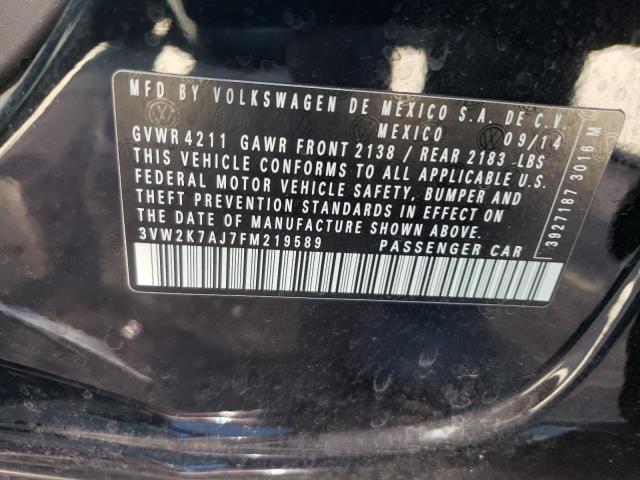 MFD BY VOLKSWAGEN DE MEXICO S.A. DE C.V.
MEXICO 09/14
GVWR 4211 GAWR FRONT 2138 / REAR 2183 LBS
THIS VEHICLE CONFORMS TO ALL APPLICABLE U.S.
FEDERAL MOTOR VEHICLE SAFETY, BUMPER AND
THEFT PREVENTION STANDARDS IN EFFECT ON
THE DATE OF MANUFACTURE SHOWN ABOVE.
3VW2K7AJ7FM219589 PASSENGER CAR
3927187 3016 M